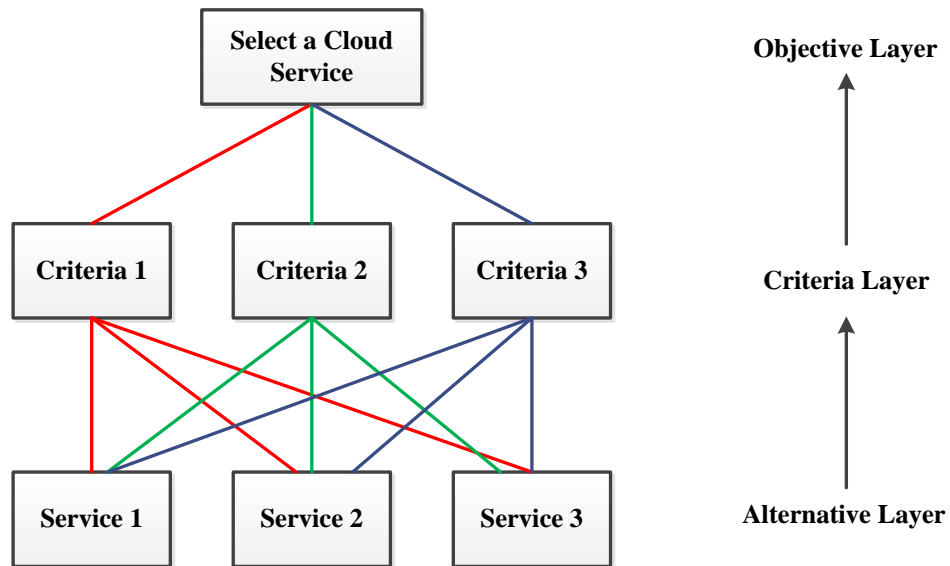 Select a Cloud
Service
Objective Layer
Criteria 1
Criteria 2
Criteria 3
Criteria Layer
Service 1
Service 2
Service 3
Alternative Layer